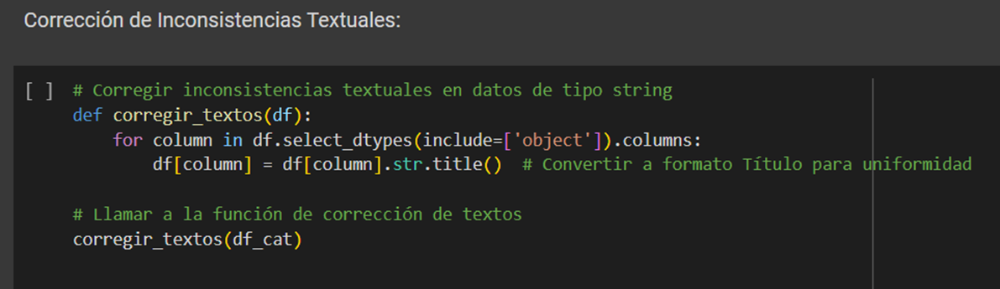 Corrección de Inconsistencias Textuales:
[ ] # Corregir inconsistencias textuales en datos de tipo string
def corregir_textos(df):
    for column in df.select_dtypes(include=['object']).columns:
        df[column] = df[column].str.title()  # Convertir a formato Título para uniformidad
# Llamar a la función de corrección de textos
corregir_textos(df_cat)